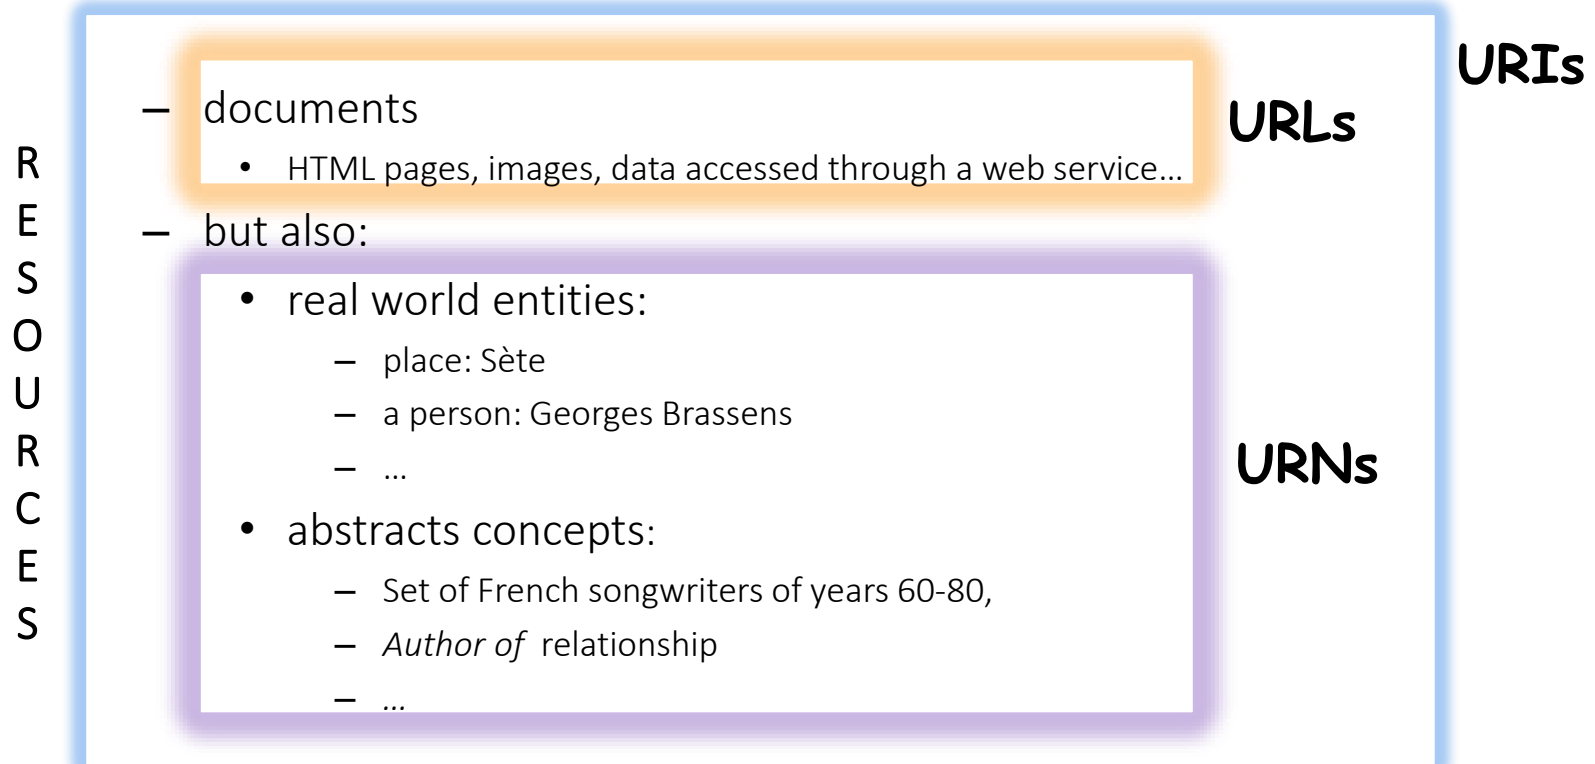 URIs
– documents
URLs
• HTML pages, images, data accessed through a web service...
RESOURCES
– but also:
• real world entities:
– place: Sète
– a person: Georges Brassens
– ...
URNs
• abstracts concepts:
– Set of French songwriters of years 60-80,
– Author of relationship
– ...